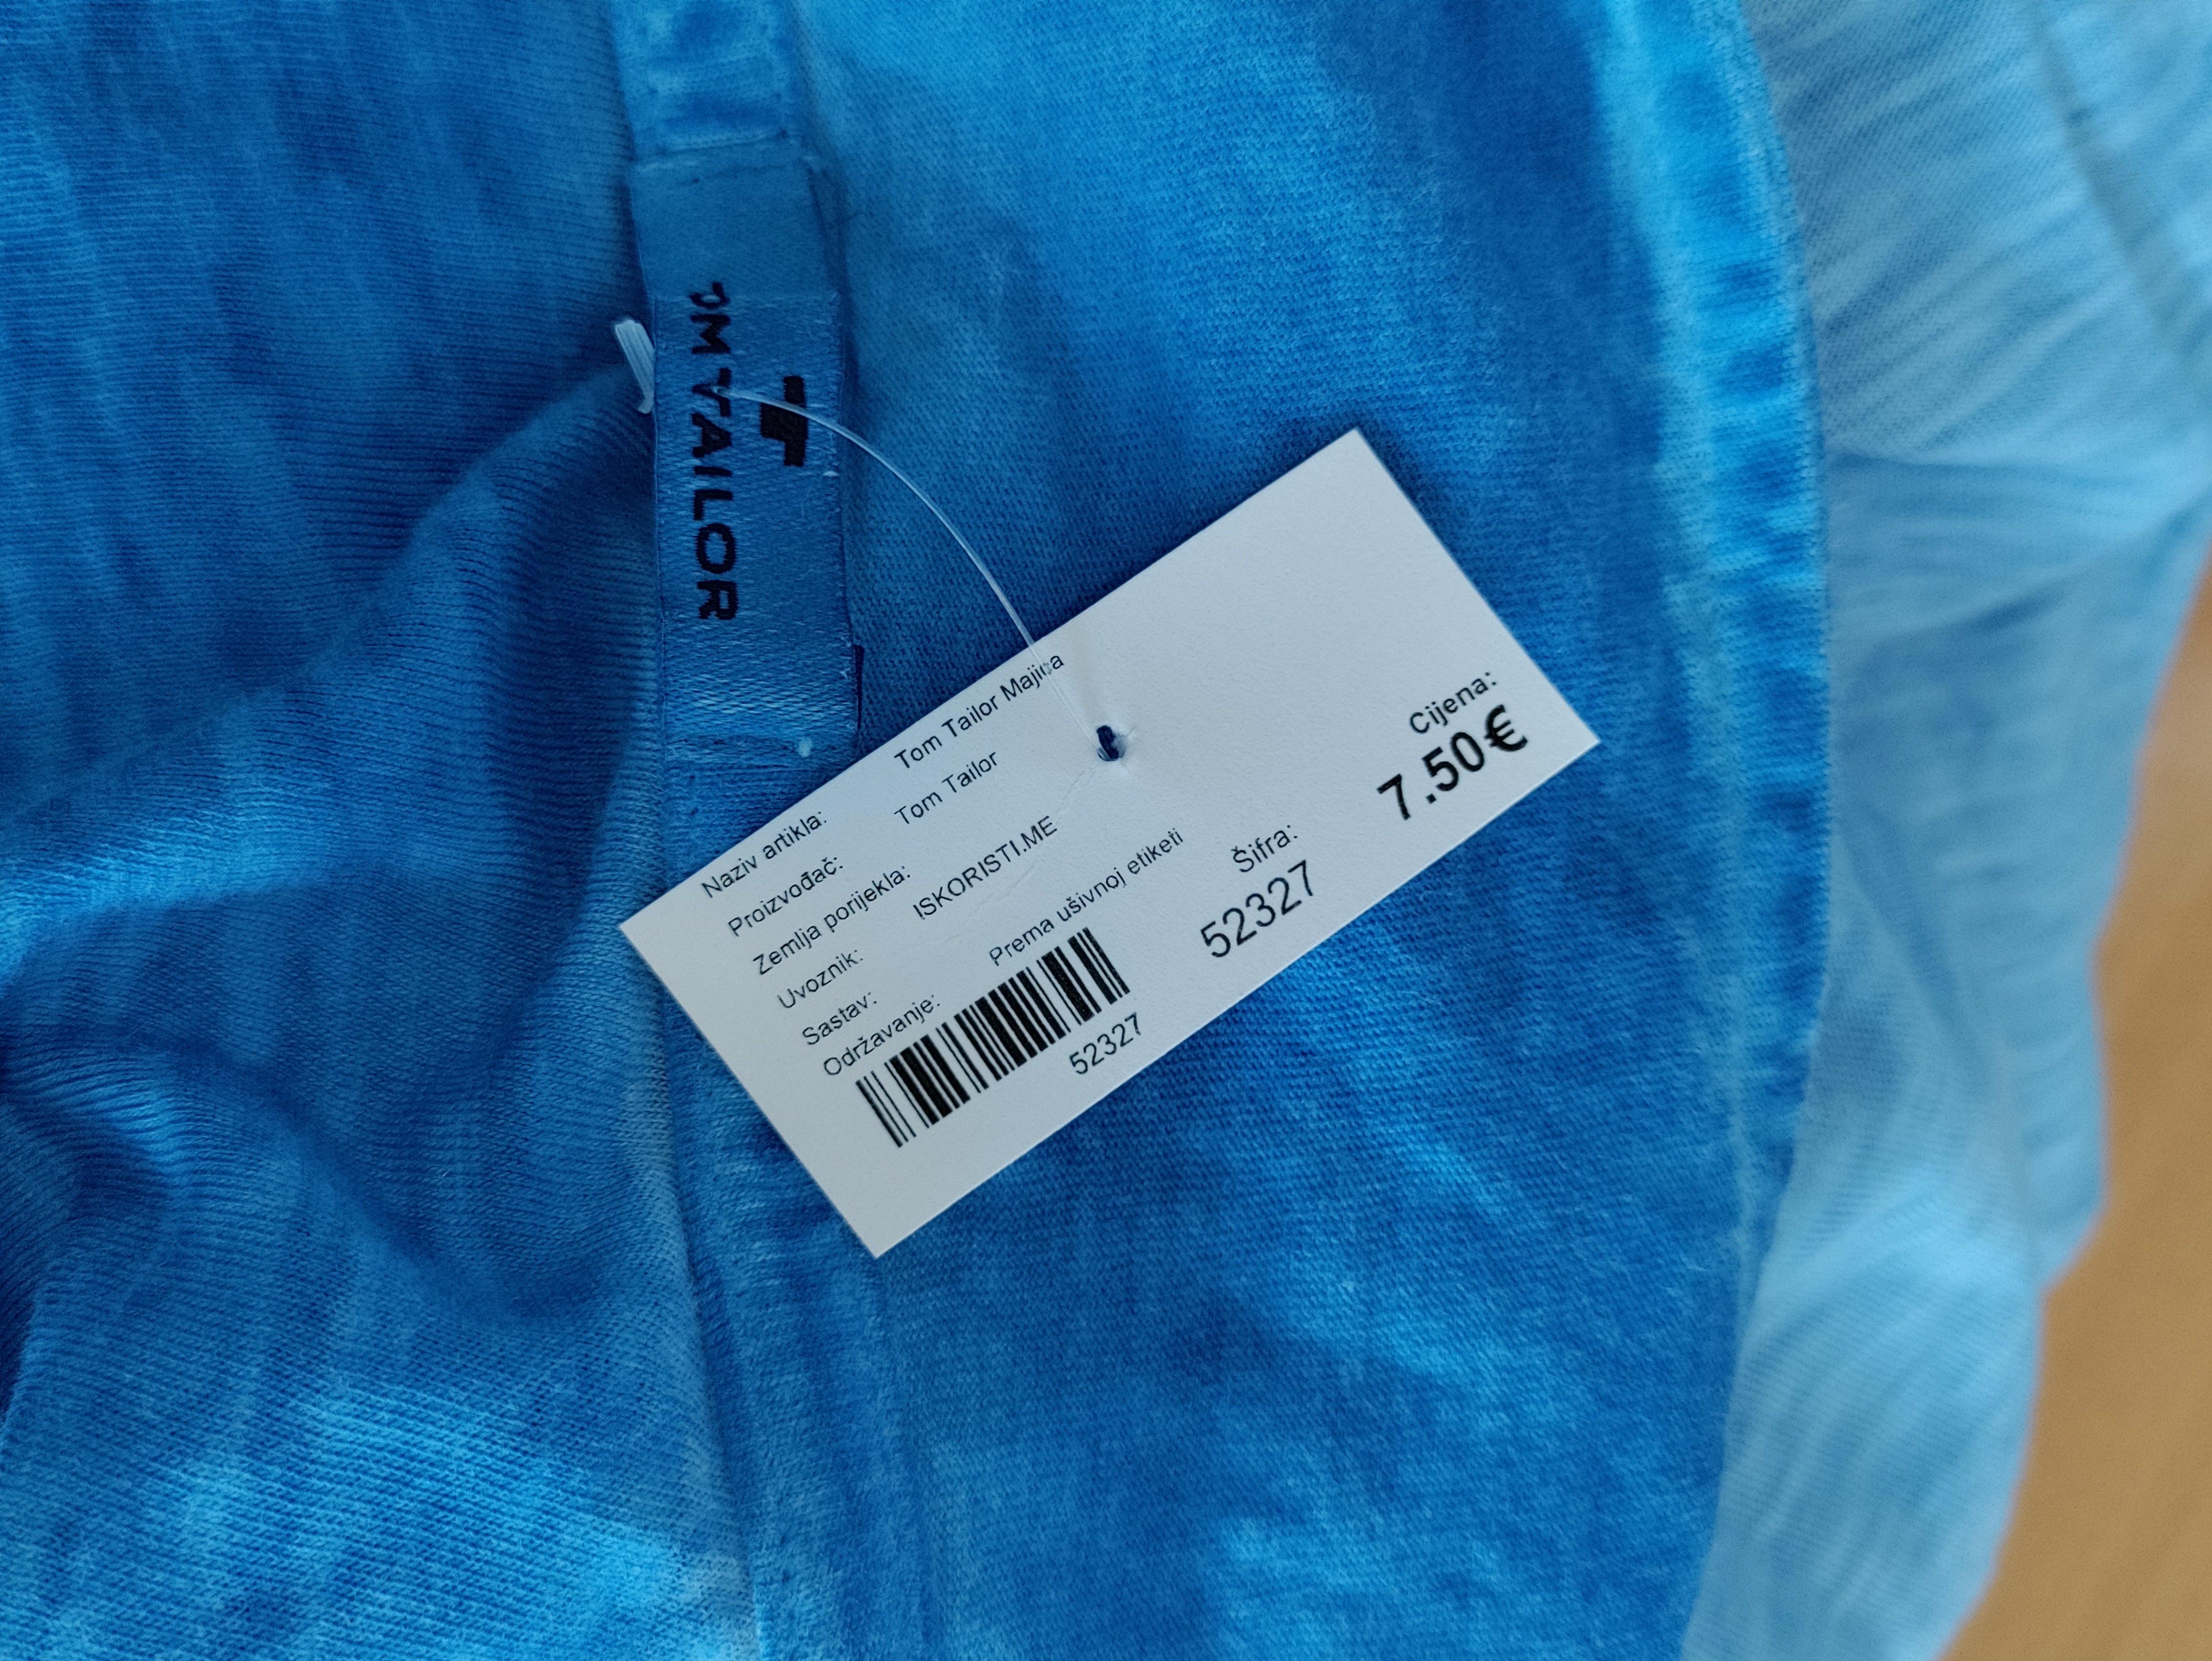 OM TAILOR
Naziv artikla: Tom Tailor Majica
Proizvođač: Tom Tailor
Zemlja porijekla:
Uvoznik: ISKORISTI.ME
Sastav:
Održavanje: Prema ušivnoj etiketi
52327
Šifra:
52327
Cijena:
7.50€